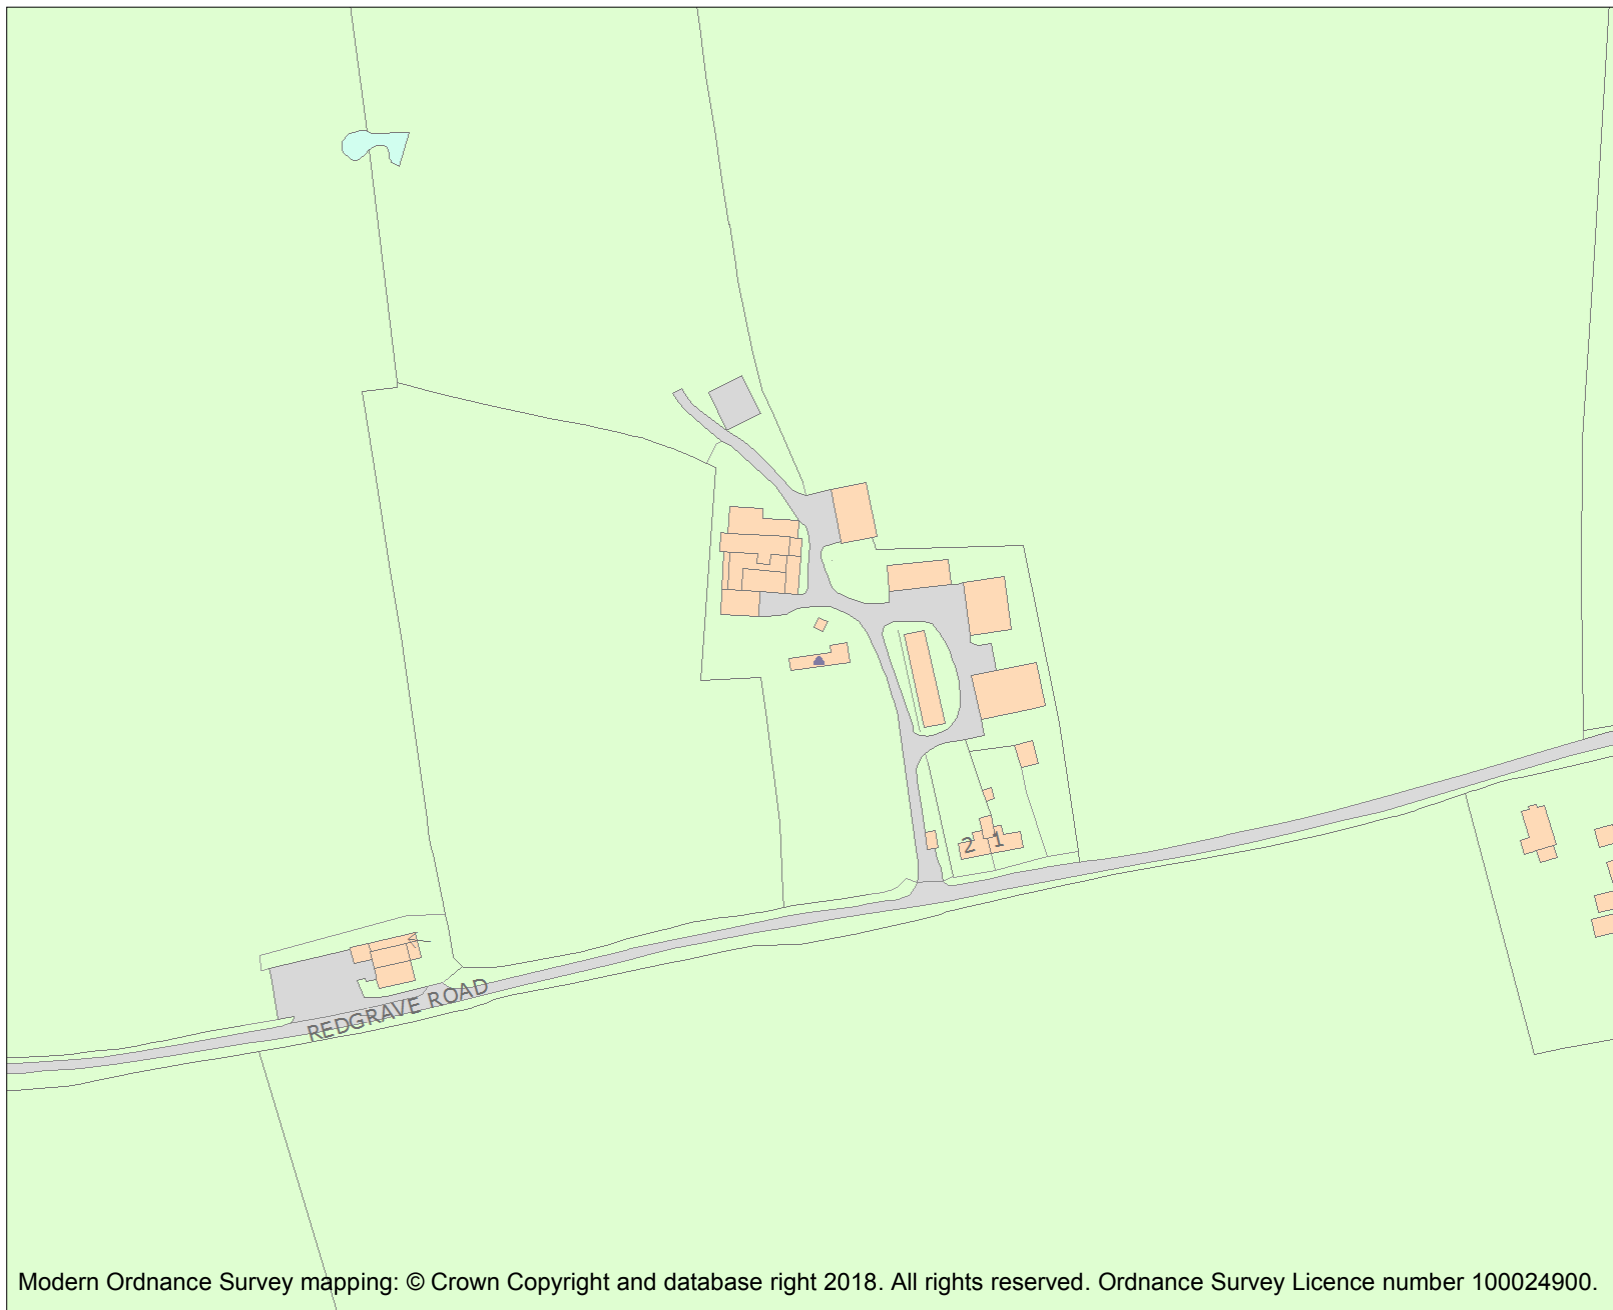 2 1
REDGRAVE ROAD
Modern Ordnance Survey mapping: © Crown Copyright and database right 2018. All rights reserved. Ordnance Survey Licence number 100024900.